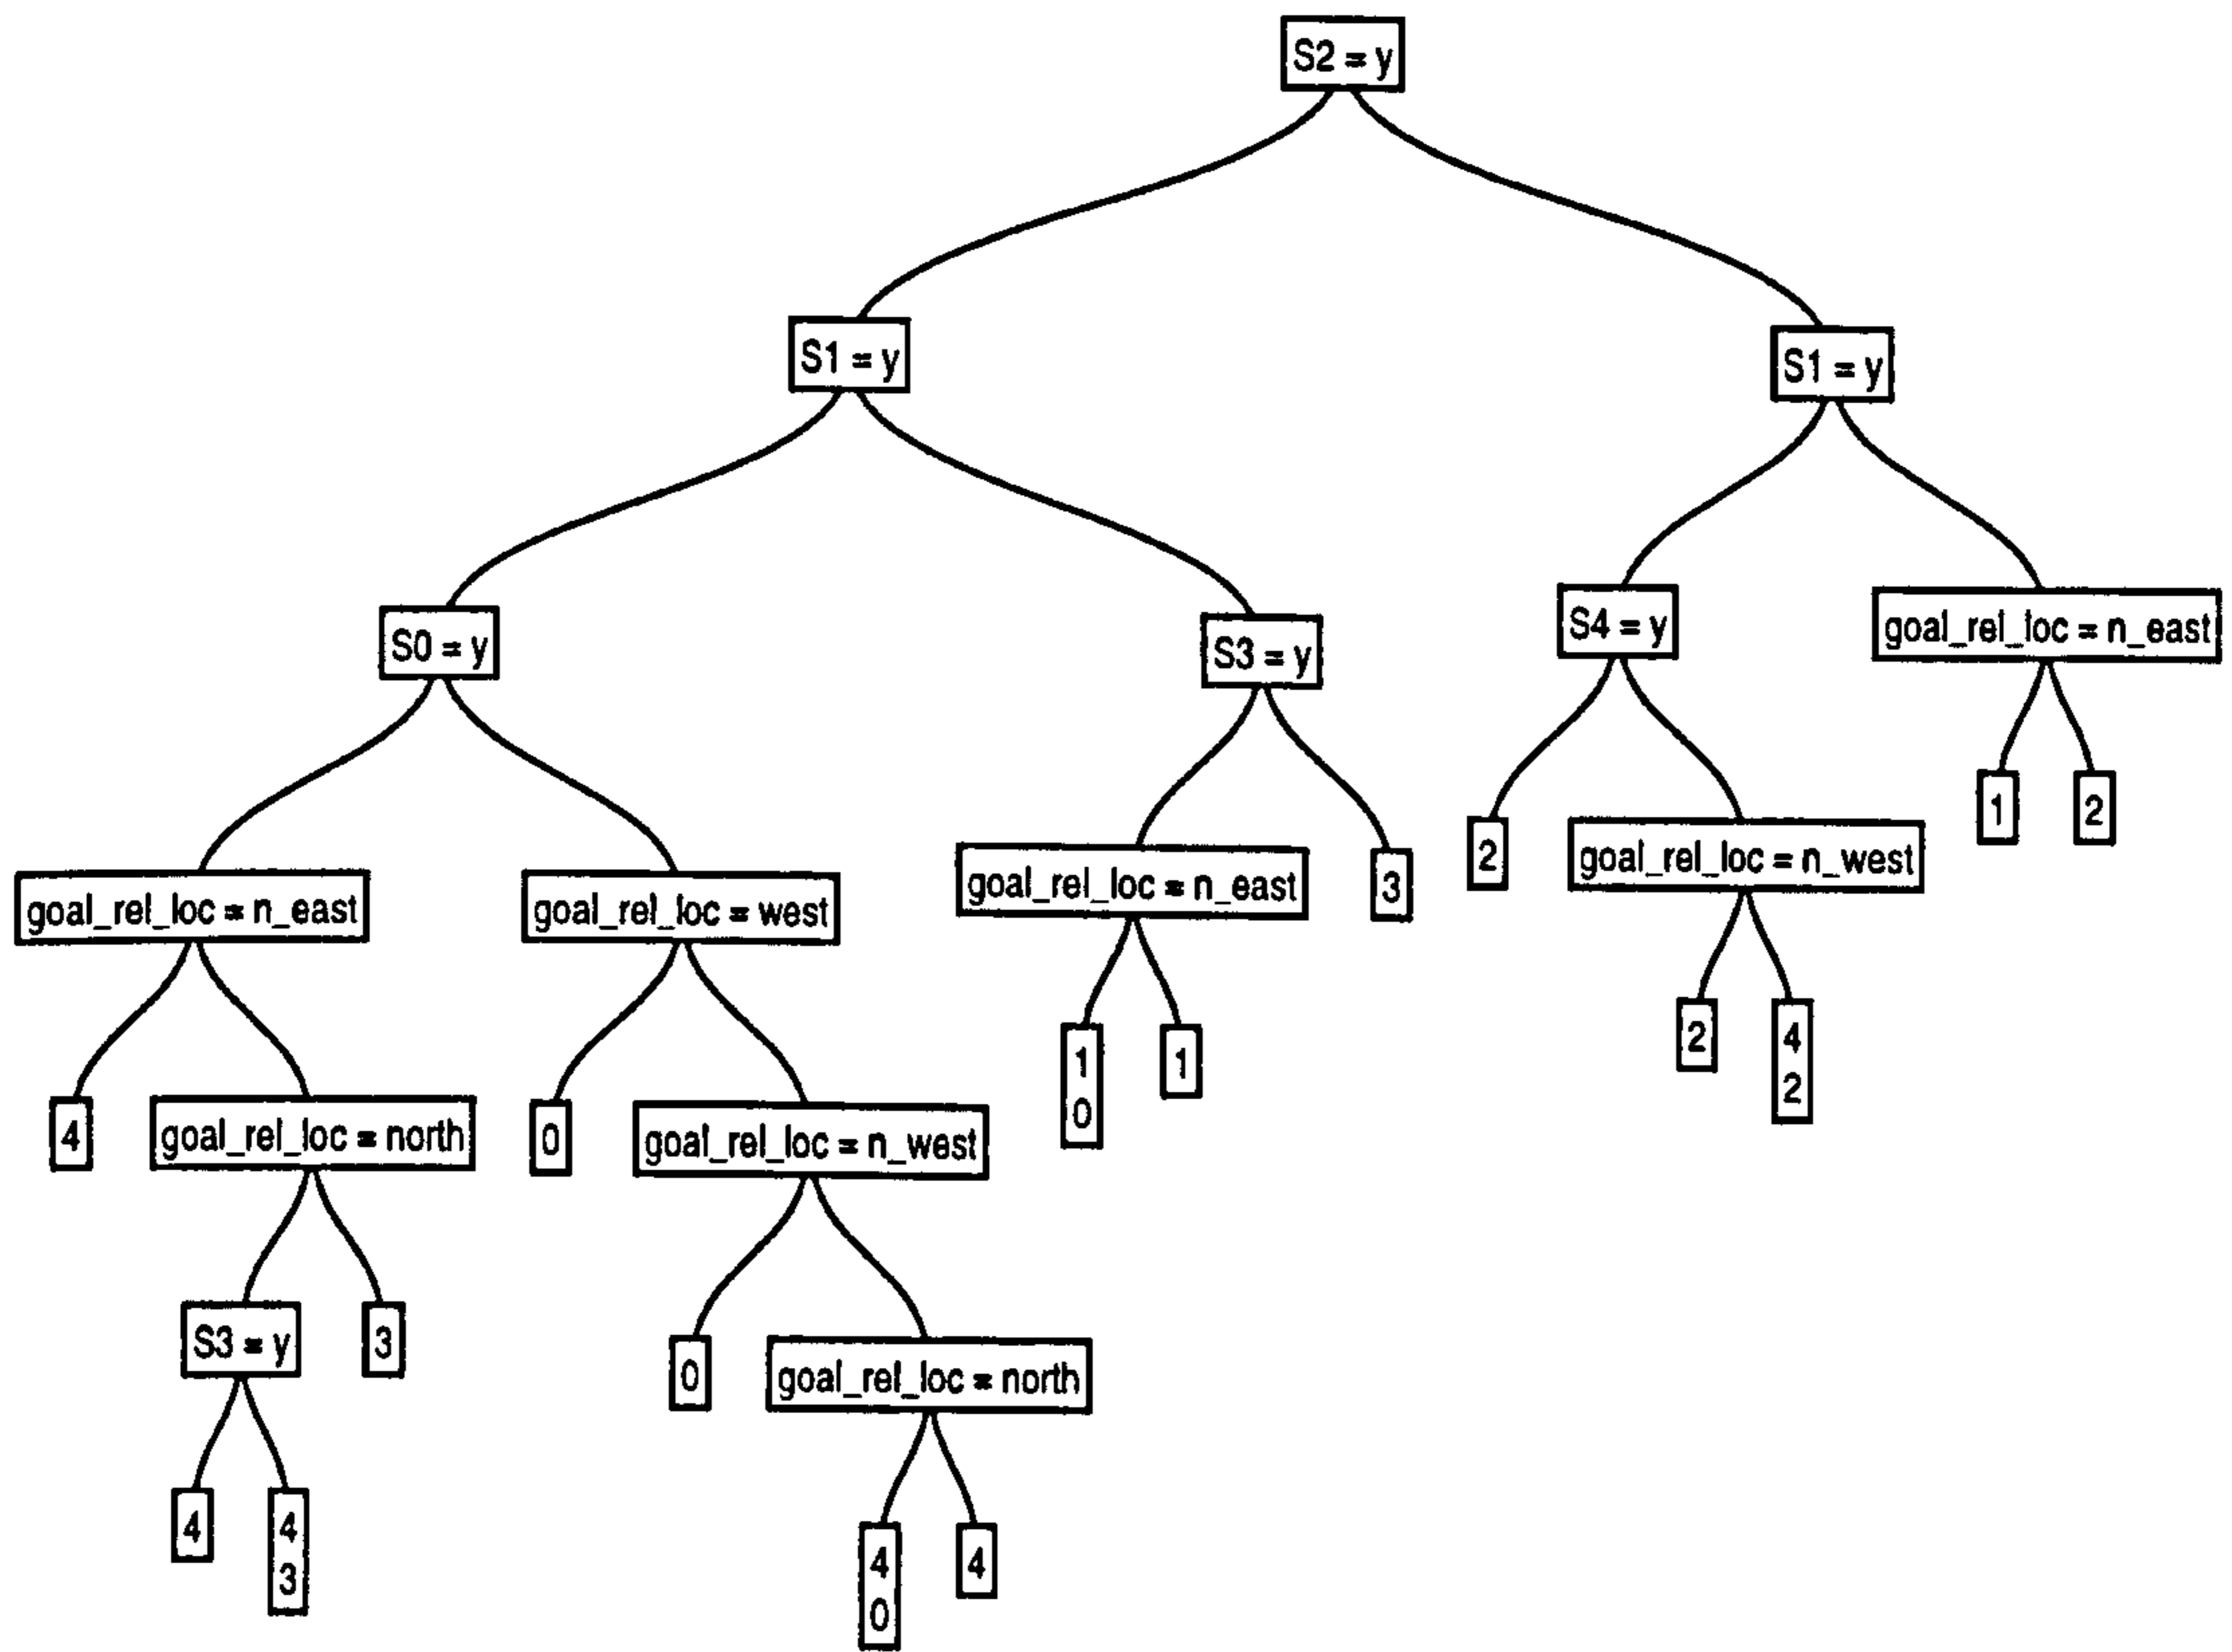 S2 = y
S1 = y
S1 = y
S0 = y
S3 = y
S4 = y
goal_rel_loc = n_east
goal_rel_loc = n_east
goal_rel_loc = west
goal_rel_loc = n_east
3
2
goal_rel_loc = n_west
1
2
4
goal_rel_loc = north
0
goal_rel_loc = n_west
1
0
1
2
4
2
S3 = y
3
0
goal_rel_loc = north
4
4
3
4
0
4